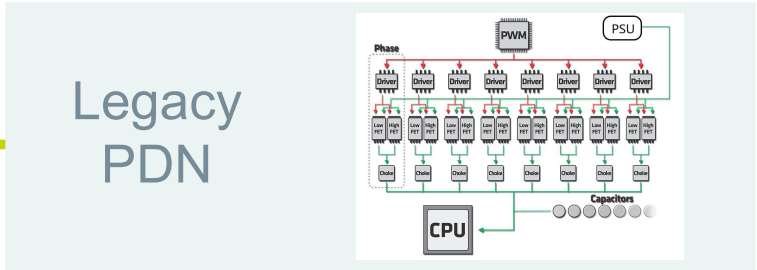 Legacy
PDN
PWM
PSU
Phase
Driver Driver Driver Driver Driver Driver Driver Driver
Low FET High FET Low FET High FET Low FET High FET Low FET High FET Low FET High FET Low FET High FET Low FET High FET Low FET High FET
Choke Choke Choke Choke Choke Choke Choke Choke
Capacitors
CPU